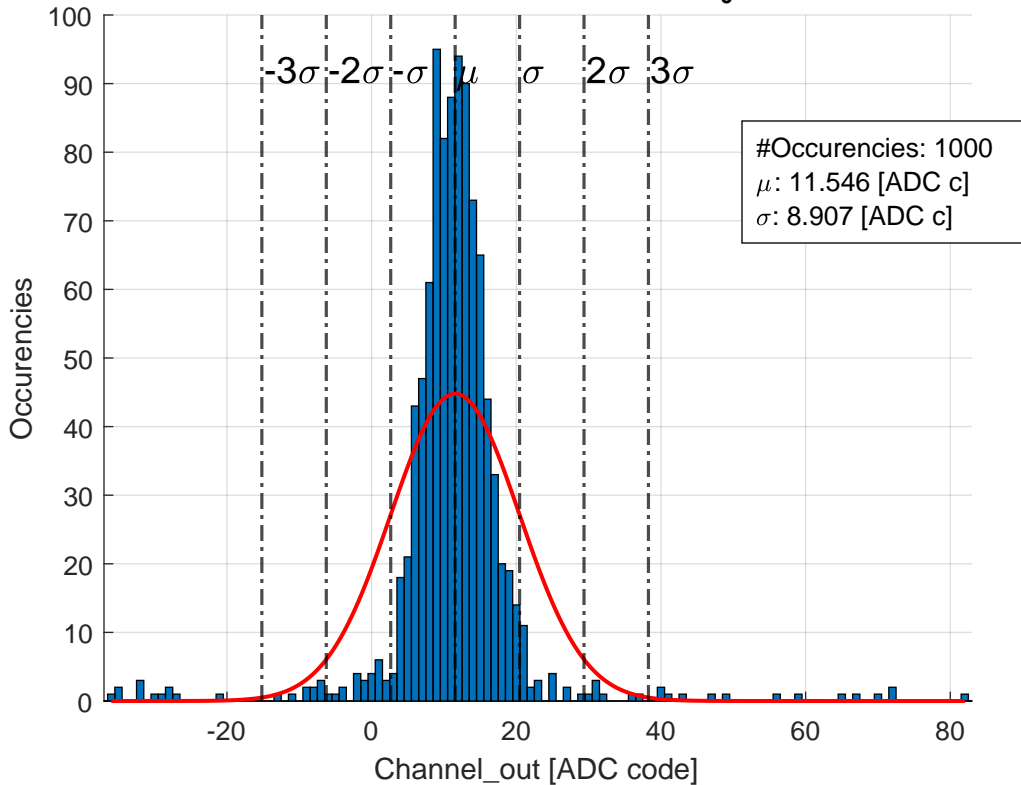 100
90
80
70
60
50
40
30
20
10
0
Occurencies
-3σ -2σ -σ μ σ 2σ 3σ
#Occurencies: 1000
μ: 11.546 [ADC c]
σ: 8.907 [ADC c]
-20 0 20 40 60 80
Channel_out [ADC code]